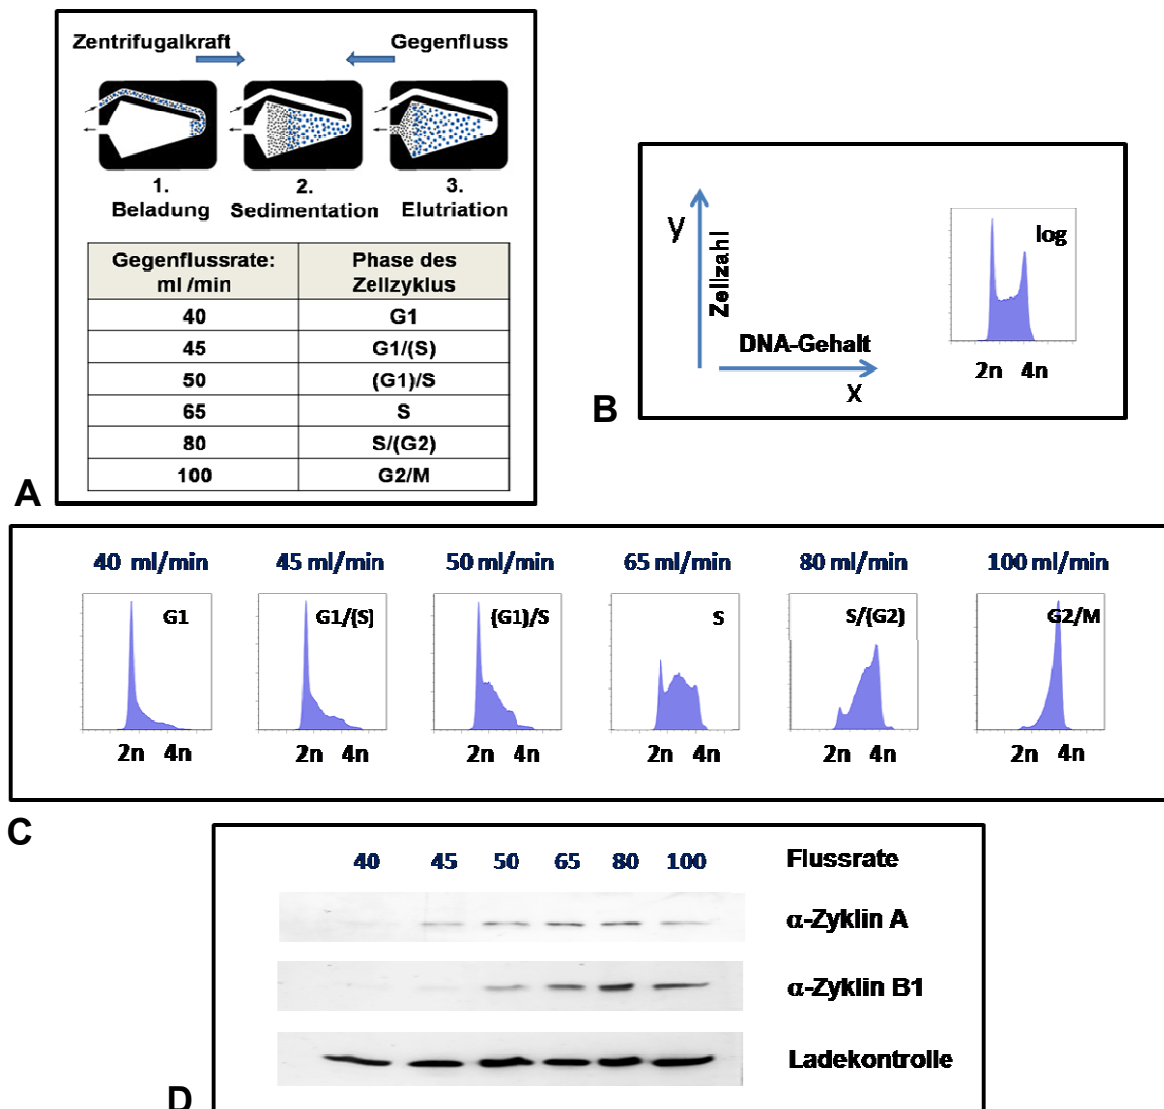 Zentrifugalkraft Gegenfluss
1. 2. 3.
Beladung Sedimentation Elutriation
Gegenflussrate: Phase des
ml /min Zellzyklus
40 G1
45 G1/(S)
50 (G1)/S
65 S
80 S/(G2)
100 G2/M
A
y
Zellzahl
DNA-Gehalt
x
log
2n 4n
B
40 ml/min 45 ml/min 50 ml/min 65 ml/min 80 ml/min 100 ml/min
G1 G1/(S) (G1)/S S S/(G2) G2/M
2n 4n 2n 4n 2n 4n 2n 4n 2n 4n 2n 4n
C
40 45 50 65 80 100 Flussrate
α-Zyklin A
α-Zyklin B1
Ladekontrolle
D